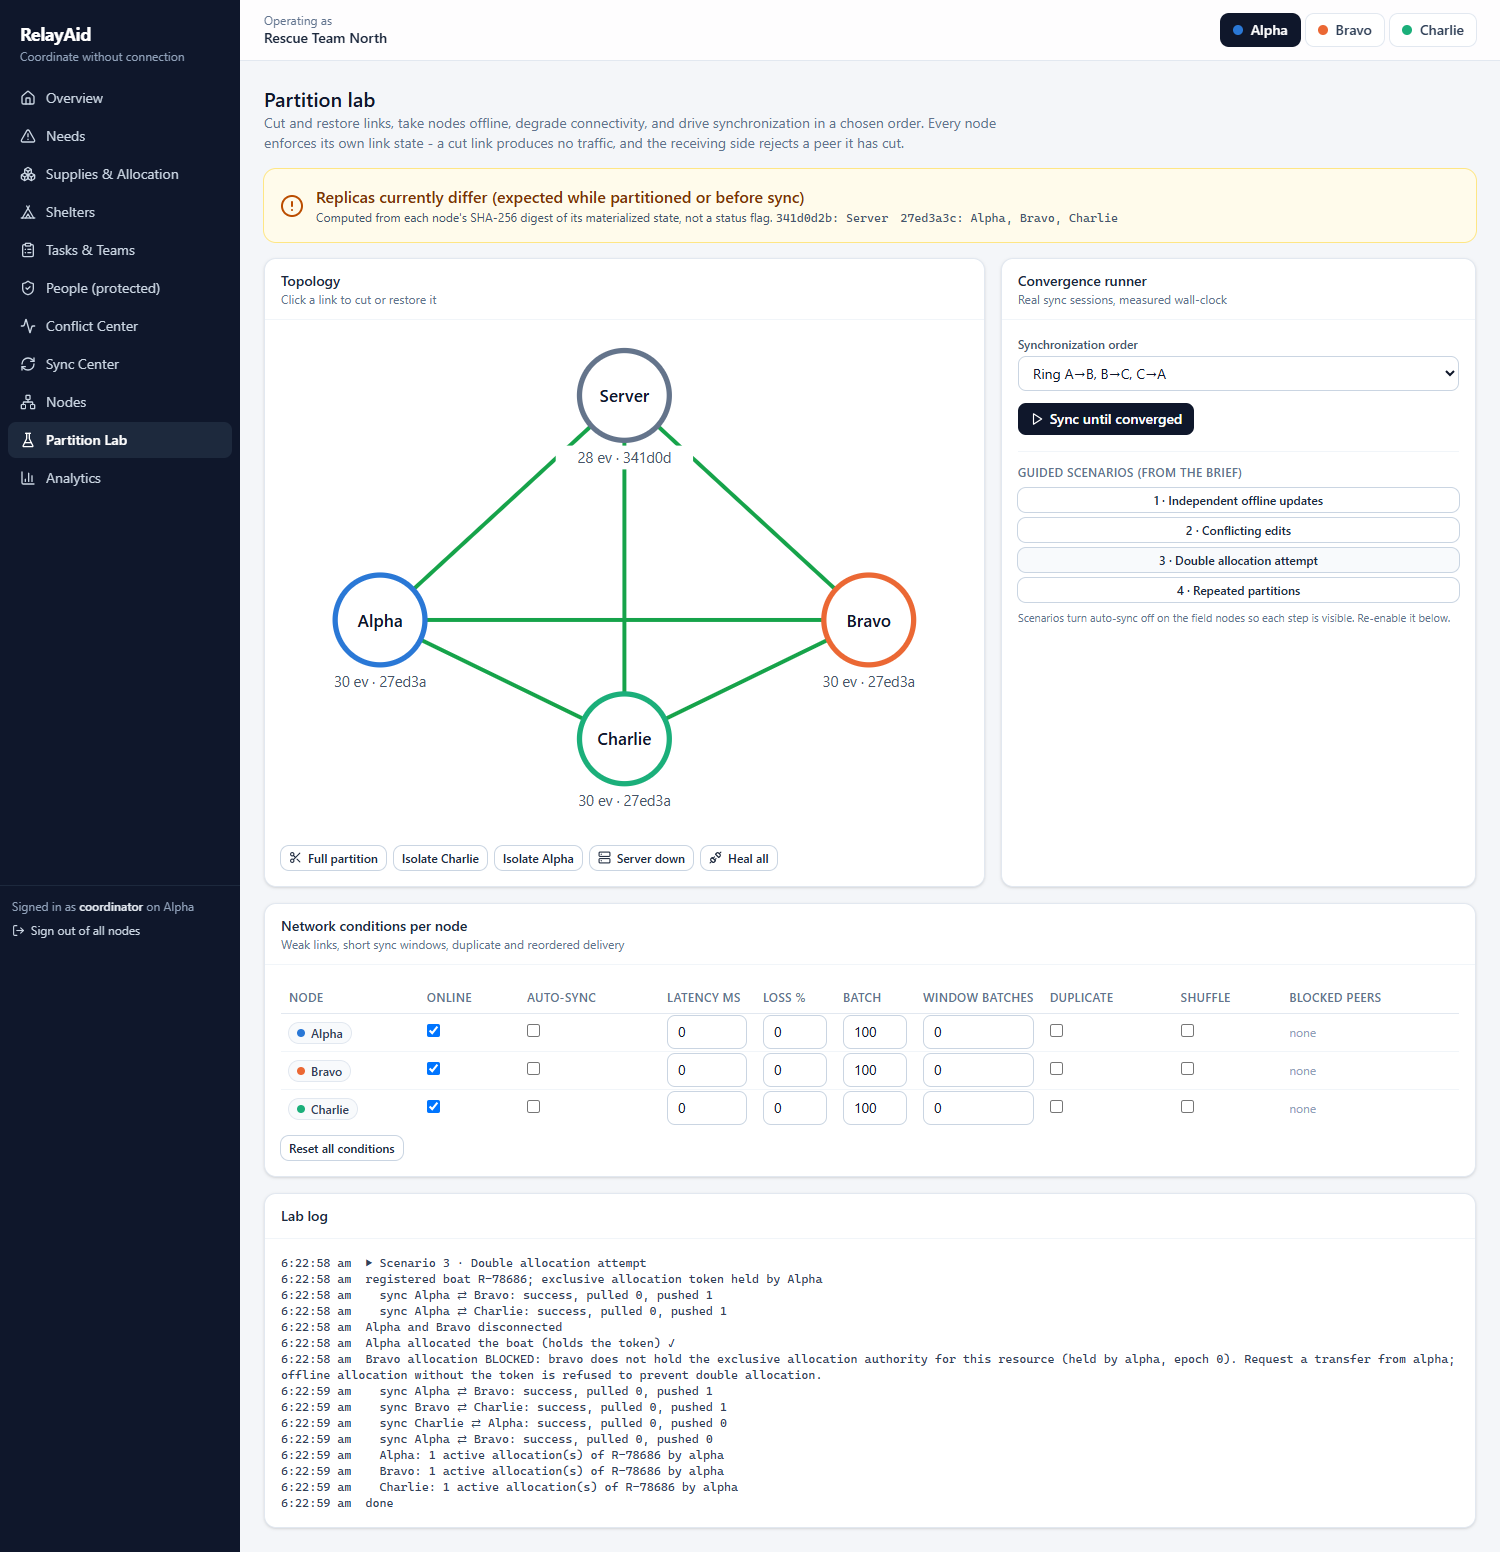 RelayAid
Coordinate without connection
Overview
Needs
Supplies & Allocation
Shelters
Tasks & Teams
People (protected)
Conflict Center
Sync Center
Nodes
Partition Lab
Analytics
Signed in as coordinator on Alpha
Sign out of all nodes
Operating as
Rescue Team North
Alpha
Bravo
Charlie
Partition lab
Cut and restore links, take nodes offline, degrade connectivity, and drive synchronization in a chosen order. Every node
enforces its own link state - a cut link produces no traffic, and the receiving side rejects a peer it has cut.
Replicas currently differ (expected while partitioned or before sync)
Computed from each node's SHA-256 digest of its materialized state, not a status flag. 341d0d2b: Server 27ed3a3c: Alpha, Bravo, Charlie
Topology
Click a link to cut or restore it
Server
28 ev · 341d0d
Alpha
30 ev · 27ed3a
Bravo
30 ev · 27ed3a
Charlie
30 ev · 27ed3a
Full partition
Isolate Charlie
Isolate Alpha
Server down
Heal all
Convergence runner
Real sync sessions, measured wall-clock
Synchronization order
Ring A→B, B→C, C→A
Sync until converged
GUIDED SCENARIOS (FROM THE BRIEF)
1 · Independent offline updates
2 · Conflicting edits
3 · Double allocation attempt
4 · Repeated partitions
Scenarios turn auto-sync off on the field nodes so each step is visible. Re-enable it below.
Network conditions per node
Weak links, short sync windows, duplicate and reordered delivery
NODE ONLINE AUTO-SYNC LATENCY MS LOSS % BATCH WINDOW BATCHES DUPLICATE SHUFFLE BLOCKED PEERS
Alpha 0 0 100 0 none
Bravo 0 0 100 0 none
Charlie 0 0 100 0 none
Reset all conditions
Lab log
6:22:58 am ▶ Scenario 3 · Double allocation attempt
6:22:58 am registered boat R-78686; exclusive allocation token held by Alpha
6:22:58 am sync Alpha ⇄ Bravo: success, pulled 0, pushed 1
6:22:58 am sync Alpha ⇄ Charlie: success, pulled 0, pushed 1
6:22:58 am Alpha and Bravo disconnected
6:22:58 am Alpha allocated the boat (holds the token) ✓
6:22:58 am Bravo allocation BLOCKED: bravo does not hold the exclusive allocation authority for this resource (held by alpha, epoch 0). Request a transfer from alpha;
offline allocation without the token is refused to prevent double allocation.
6:22:59 am sync Alpha ⇄ Bravo: success, pulled 0, pushed 1
6:22:59 am sync Bravo ⇄ Charlie: success, pulled 0, pushed 1
6:22:59 am sync Charlie ⇄ Alpha: success, pulled 0, pushed 0
6:22:59 am sync Alpha ⇄ Bravo: success, pulled 0, pushed 0
6:22:59 am Alpha: 1 active allocation(s) of R-78686 by alpha
6:22:59 am Bravo: 1 active allocation(s) of R-78686 by alpha
6:22:59 am Charlie: 1 active allocation(s) of R-78686 by alpha
6:22:59 am done